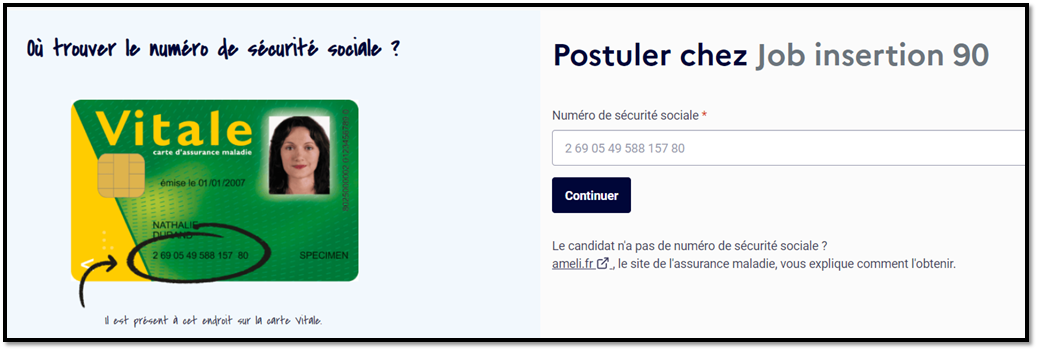 Où trouver le numéro de sécurité sociale ?
Vitale
carte d'assurance maladie
émise le 01/01/2007
NATHALIE
DURAND
2 69 05 49 588 157 80
SPECIMEN
Il est présent à cet endroit sur la carte Vitale.
Postuler chez Job insertion 90
Numéro de sécurité sociale *
2 69 05 49 588 157 80
Continuer
Le candidat n'a pas de numéro de sécurité sociale ?
ameli.fr , le site de l'assurance maladie, vous explique comment l'obtenir.